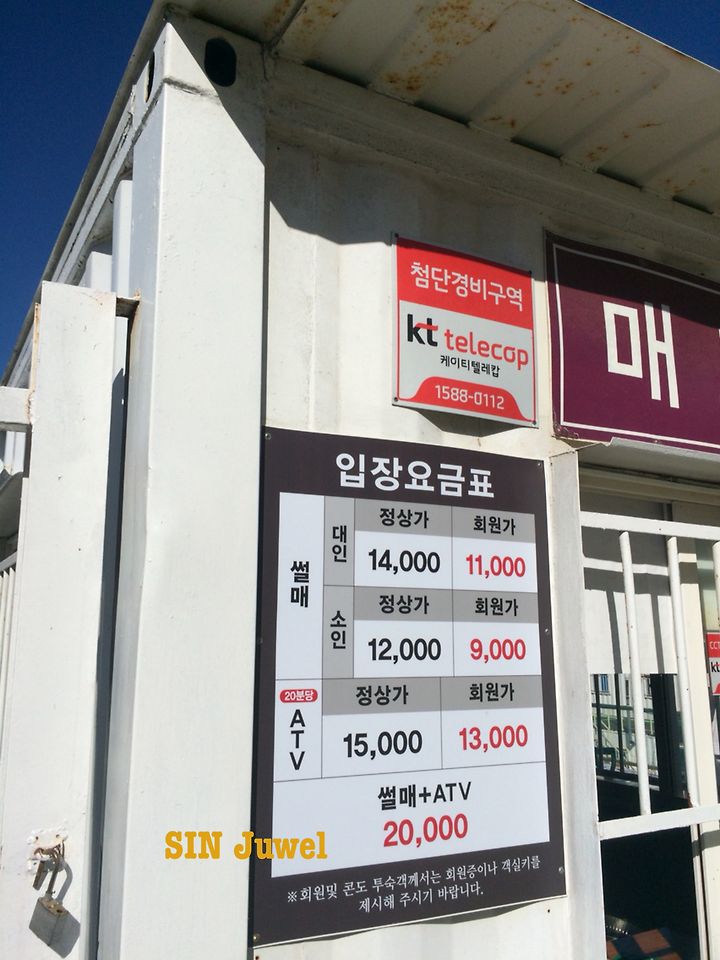 첨단경비구역
kt telecop
케이티텔레캅
1588-0112
매
입장요금표
썰매
대인
정상가 회원가
14,000 11,000
소인
정상가 회원가
12,000 9,000
20분당
ATV
정상가 회원가
15,000 13,000
썰매+ATV
20,000
※회원및 콘도 투숙객께서는 회원증이나 객실키를
제시해 주시기 바랍니다.
CCT
kt
SIN Juwel